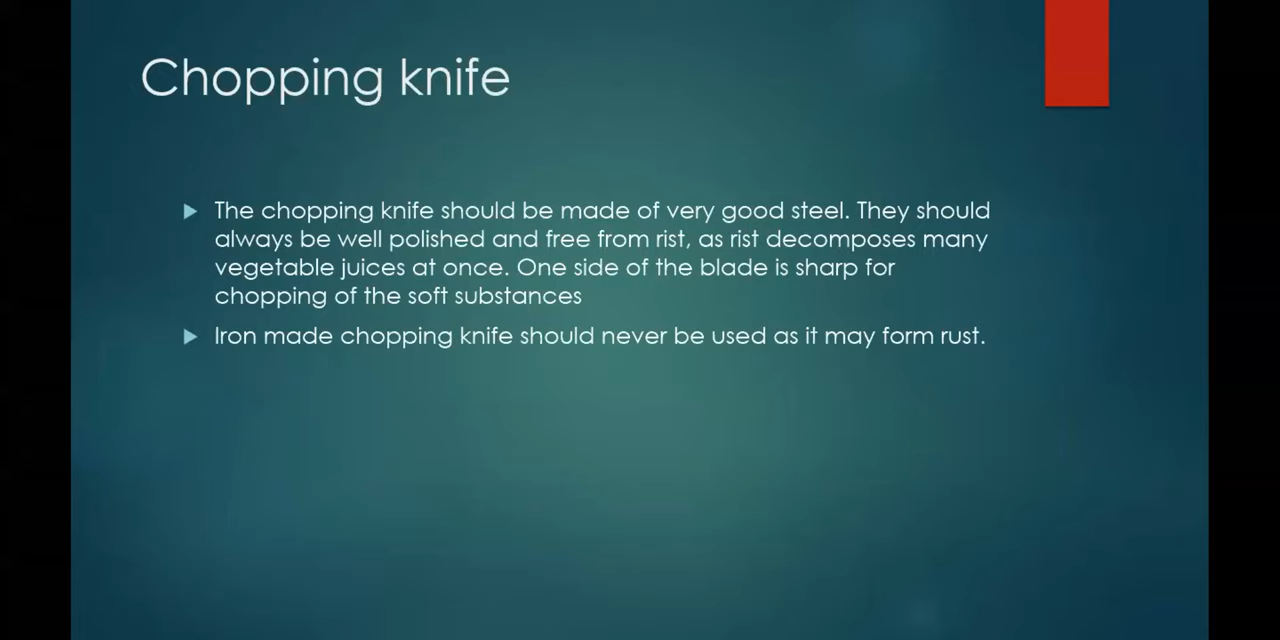 Chopping knife
The chopping knife should be made of very good steel. They should
always be well polished and free from rist, as rist decomposes many
vegetable juices at once. One side of the blade is sharp for
chopping of the soft substances
Iron made chopping knife should never be used as it may form rust.